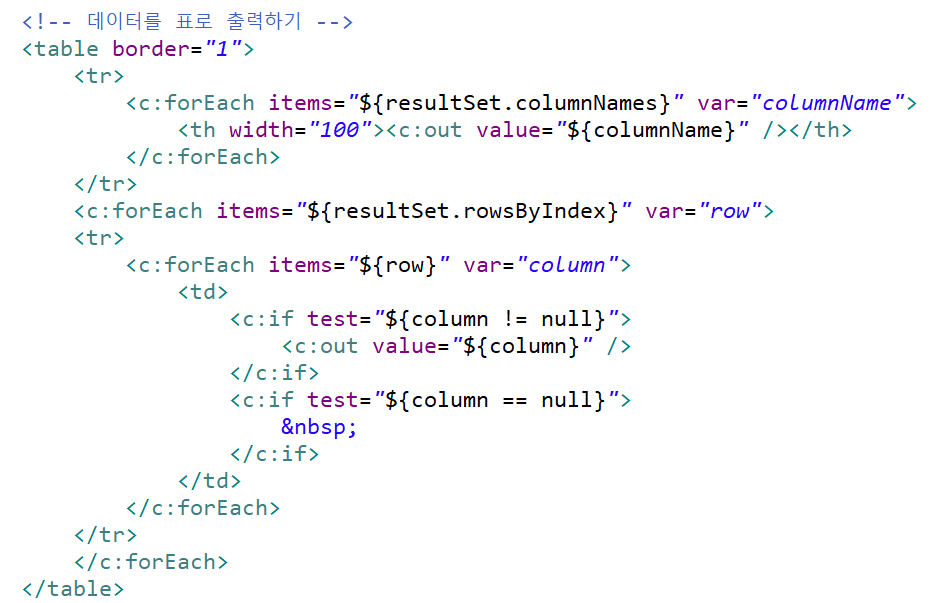 <!-- 데이터를 표로 출력하기 -->
<table border="1">
    <tr>
        <c:forEach items="${resultSet.columnNames}" var="columnName">
            <th width="100"><c:out value="${columnName}" /></th>
        </c:forEach>
    </tr>
    <c:forEach items="${resultSet.rowsByIndex}" var="row">
    <tr>
        <c:forEach items="${row}" var="column">
            <td>
                <c:if test="${column != null}">
                    <c:out value="${column}" />
                </c:if>
                <c:if test="${column == null}">
                    &nbsp;
                </c:if>
            </td>
        </c:forEach>
    </tr>
    </c:forEach>
</table>